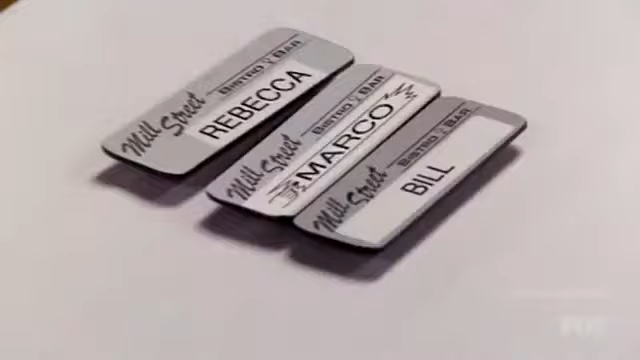 Mill Street
BISTRO & BAR
REBECCA
Mill Street
BISTRO & BAR
MARCO
Mill Street
BISTRO & BAR
BILL
FOX